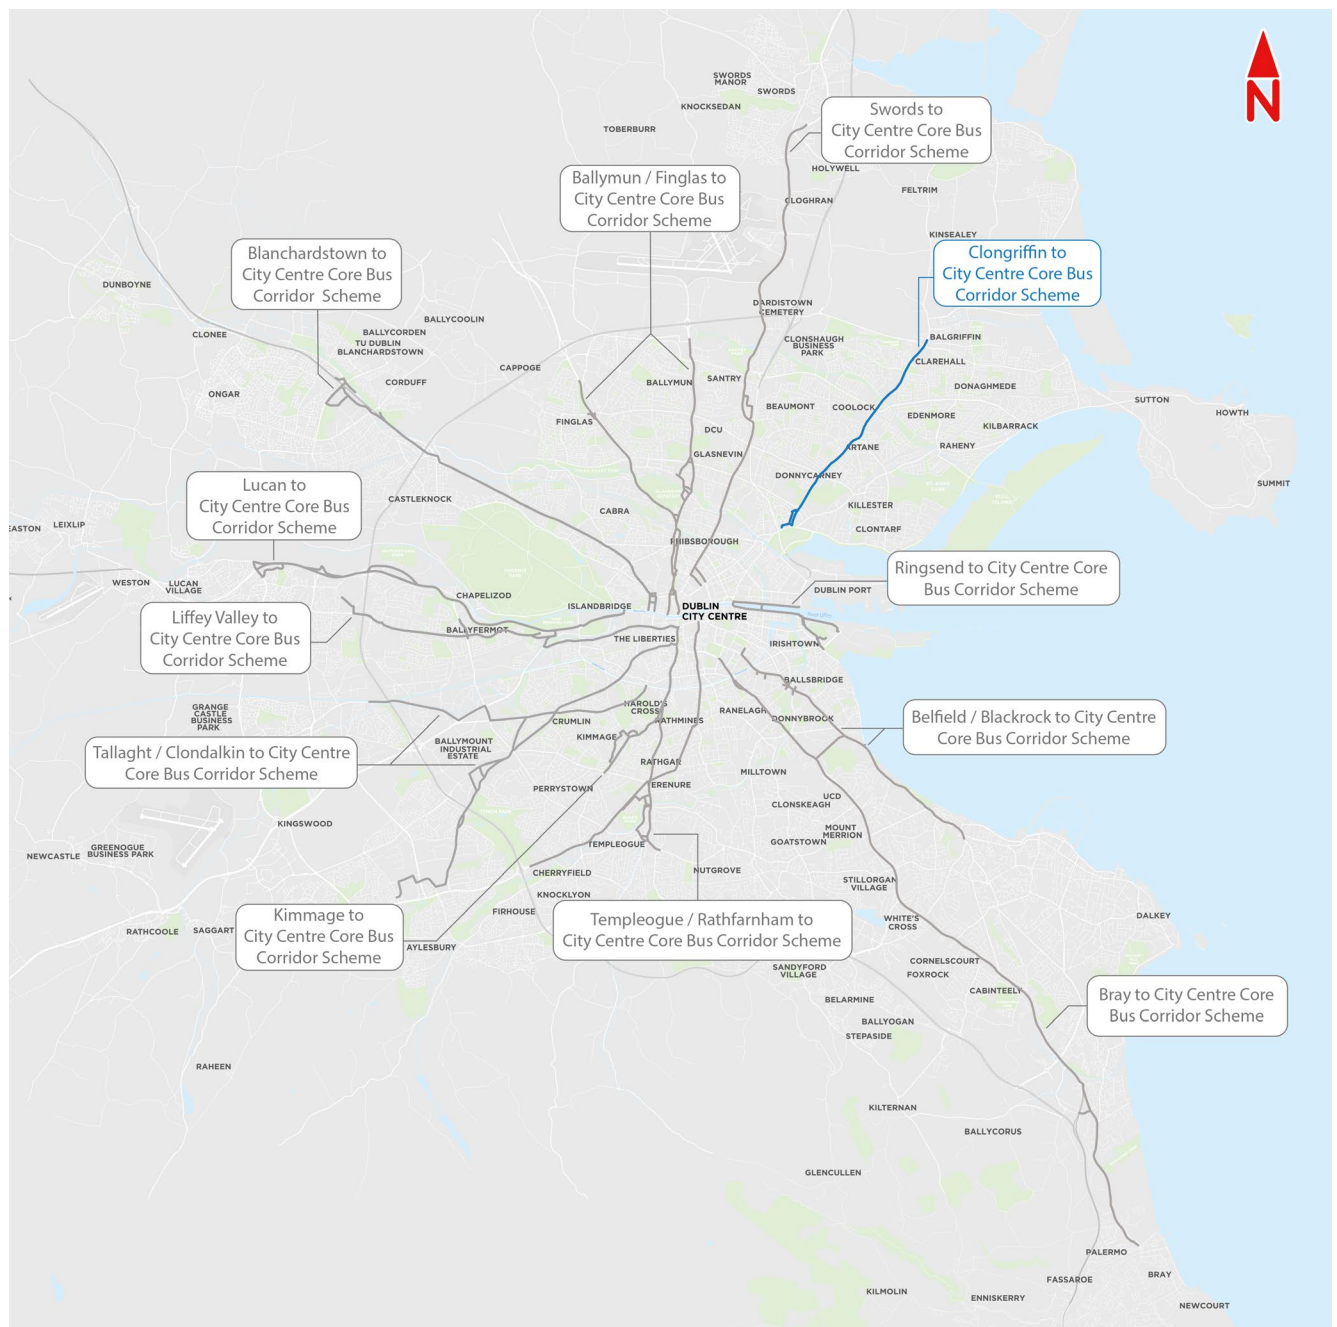 N
SWORDS
MANOR
SWORDS
KNOCKSEDAN
TOBERBURR
Swords to
City Centre Core Bus
Corridor Scheme
HOLYWELL
FELTRIM
CLOGHRAN
Ballymun / Finglas to
City Centre Core Bus
Corridor Scheme
KINSEALEY
Blanchardstown to
City Centre Core Bus
Corridor Scheme
Clongriffin to
City Centre Core Bus
Corridor Scheme
DUNBOYNE
DARDISTOWN
CEMETERY
BALLYCOOLIN
CLONEE
BALLYCORDEN
TU DUBLIN
BLANCHARDSTOWN
CLONSHAUGH
BUSINESS
PARK
BALGRIFFIN
CLAREHALL
CAPPOGE
CORDUFF
BALLYMUN
SANTRY
DONAGHMEDE
ONGAR
BEAUMONT
COOLOCK
EDENMORE
SUTTON
HOWTH
FINGLAS
DCU
KILBARRACK
GLASNEVIN
ARTANE
RAHENY
DONNYCARNEY
SUMMIT
Lucan to
City Centre Core Bus
Corridor Scheme
CASTLEKNOCK
CABRA
KILLESTER
CLONTARF
EASTON
LEIXLIP
PHIBSBOROUGH
Ringsend to City Centre Core
Bus Corridor Scheme
WESTON
LUCAN
VILLAGE
CHAPELIZOD
DUBLIN PORT
ISLANDBRIDGE
DUBLIN
CITY CENTRE
Liffey Valley to
City Centre Core Bus
Corridor Scheme
BALLYFERMOT
THE LIBERTIES
IRISHTOWN
BALLSBRIDGE
GRANGE
CASTLE
BUSINESS
PARK
HAROLD'S
CROSS
RANELAGH
CRUMLIN
RATHMINES
DONNYBROOK
Belfield / Blackrock to City Centre
Core Bus Corridor Scheme
KIMMAGE
BALLYMOUNT
INDUSTRIAL
ESTATE
Tallaght / Clondalkin to City Centre
Core Bus Corridor Scheme
RATHGAR
MILLTOWN
PERRYSTOWN
ERENURE
UCD
CLONSKEAGH
KINGSWOOD
MOUNT
MERRION
GOATSTOWN
TEMPLEOGUE
NEWCASTLE
GREENOGUE
BUSINESS PARK
CHERRYFIELD
NUTGROVE
STILLORGAN
VILLAGE
KNOCKLYON
FIRHOUSE
WHITE'S
CROSS
DALKEY
RATHCOOLE
SAGGART
Kimmage to
City Centre Core Bus
Corridor Scheme
AYLESBURY
Templeogue / Rathfarnham to
City Centre Core Bus Corridor Scheme
SANDYFORD
VILLAGE
CORNELSCOURT
FOXROCK
CABINTEELY
BELARMINE
Bray to City Centre Core
Bus Corridor Scheme
BALLYOGAN
STEPASIDE
RAHEEN
KILTERNAN
BALLYCORUS
GLENCULLEN
PALERMO
FASSAROE
BRAY
KILMOLIN
ENNISKERRY
NEWCOURT